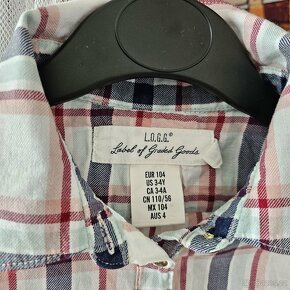 L.O.G.G.®
Label of Graded Goods
EUR 104
US 3-4Y
CA 3-4A
CN 110/56
MX 104
AUS 4